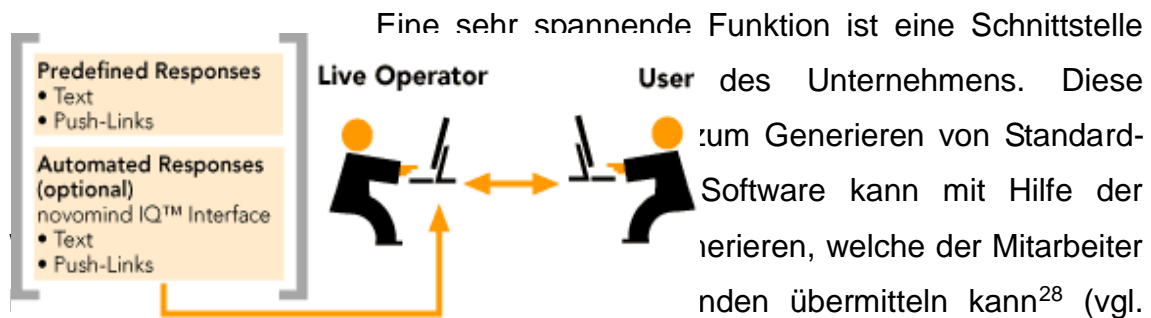 Eine sehr spannende Funktion ist eine Schnittstelle
des Unternehmens. Diese
zum Generieren von Standard-
Software kann mit Hilfe der
nerieren, welche der Mitarbeiter
nden übermitteln kann28 (vgl.
Predefined Responses
• Text
• Push-Links
Automated Responses
(optional)
novomind IQ™ Interface
• Text
• Push-Links
Live Operator
User